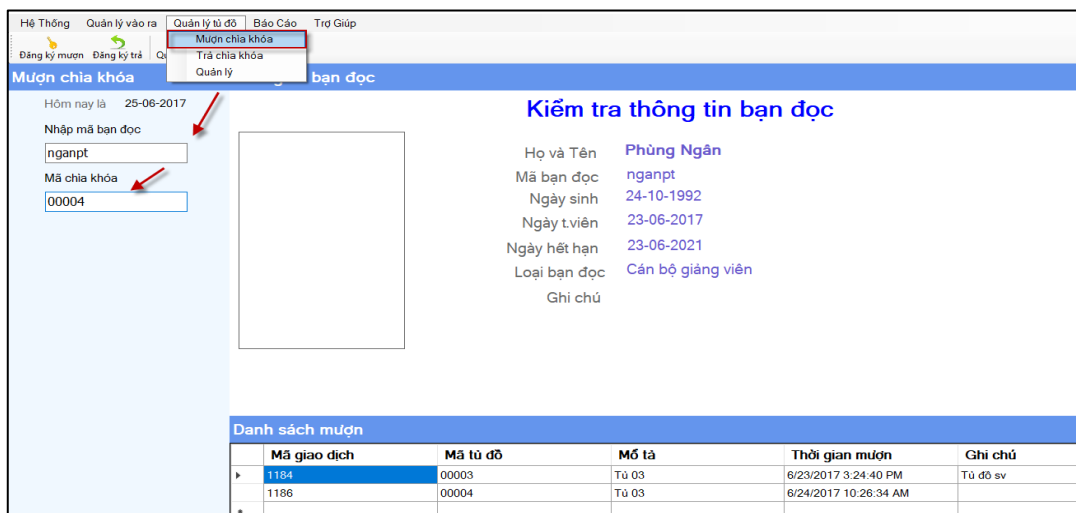 Hệ Thống Quản lý vào ra Quản lý tủ đồ Báo Cáo Trợ Giúp
Mượn chìa khóa
Đăng ký mượn Đăng ký trả Trả chìa khóa
Quản lý
Mượn chìa khóa bạn đọc
Hôm nay là 25-06-2017
Nhập mã bạn đọc
nganpt
Mã chìa khóa
00004
Kiểm tra thông tin bạn đọc
Họ và Tên Phùng Ngân
Mã bạn đọc nganpt
Ngày sinh 24-10-1992
Ngày t.viên 23-06-2017
Ngày hết hạn 23-06-2021
Loại bạn đọc Cán bộ giảng viên
Ghi chú
Danh sách mượn
Mã giao dịch Mã tủ đồ Mô tả Thời gian mượn Ghi chú
1184 00003 Tủ 03 6/23/2017 3:24:40 PM Tủ đồ sv
1186 00004 Tủ 03 6/24/2017 10:26:34 AM